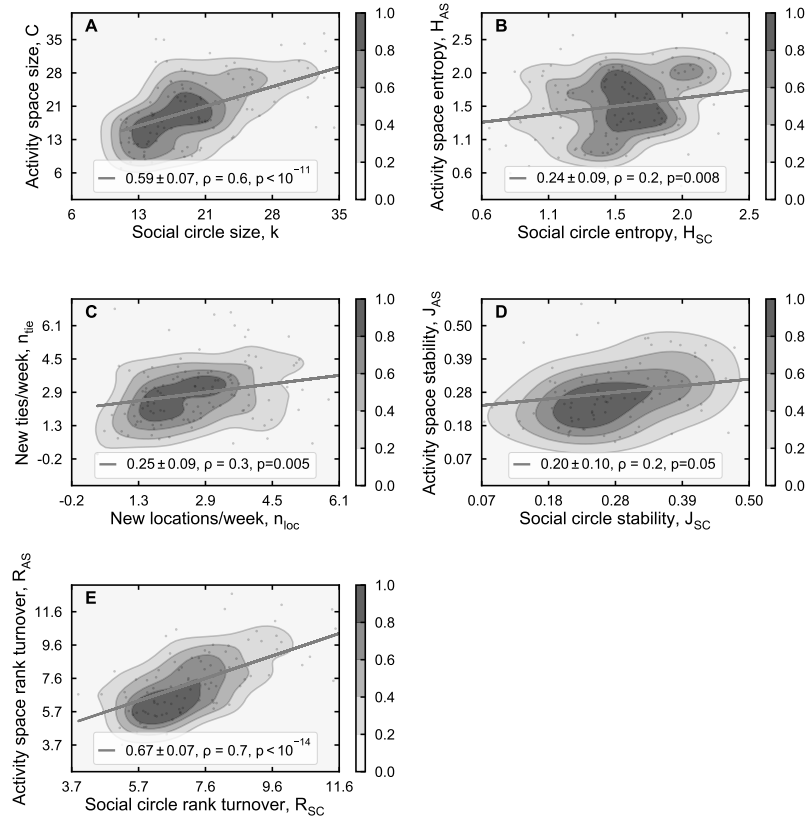 A
Activity space size, C
35
28
21
13
6
6 13 21 28 35
Social circle size, k
0.59±0.07, ρ = 0.6, p<10⁻¹¹
1.0
0.8
0.6
0.4
0.2
0.0
B
Activity space entropy, H_AS
2.5
2.0
1.5
1.1
0.6
0.6 1.1 1.5 2.0 2.5
Social circle entropy, H_SC
0.24±0.09, ρ = 0.2, p=0.008
1.0
0.8
0.6
0.4
0.2
0.0
C
New ties/week, n_tie
6.1
4.5
2.9
1.3
-0.2
-0.2 1.3 2.9 4.5 6.1
New locations/week, n_loc
0.25±0.09, ρ = 0.3, p=0.005
1.0
0.8
0.6
0.4
0.2
0.0
D
Activity space stability, J_AS
0.50
0.39
0.28
0.18
0.07
0.07 0.18 0.28 0.39 0.50
Social circle stability, J_SC
0.20±0.10, ρ = 0.2, p=0.05
1.0
0.8
0.6
0.4
0.2
0.0
E
Activity space rank turnover, R_AS
11.6
9.6
7.6
5.7
3.7
3.7 5.7 7.6 9.6 11.6
Social circle rank turnover, R_SC
0.67±0.07, ρ = 0.7, p<10⁻¹⁴
1.0
0.8
0.6
0.4
0.2
0.0